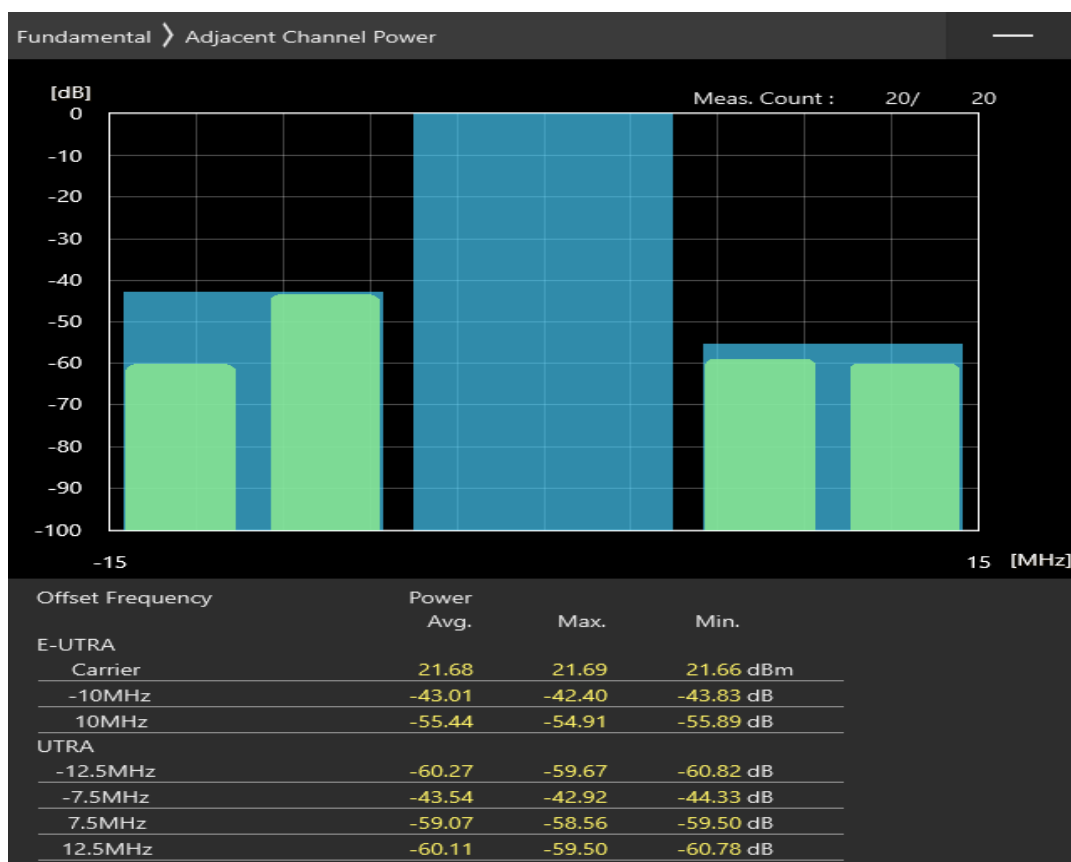 Fundamental ❯ Adjacent Channel Power
[dB]
Meas. Count : 20/ 20
0
-10
-20
-30
-40
-50
-60
-70
-80
-90
-100
-15 15 [MHz]
Offset Frequency Power
Avg. Max. Min.
E-UTRA
Carrier 21.68 21.69 21.66 dBm
-10MHz -43.01 -42.40 -43.83 dB
10MHz -55.44 -54.91 -55.89 dB
UTRA
-12.5MHz -60.27 -59.67 -60.82 dB
-7.5MHz -43.54 -42.92 -44.33 dB
7.5MHz -59.07 -58.56 -59.50 dB
12.5MHz -60.11 -59.50 -60.78 dB